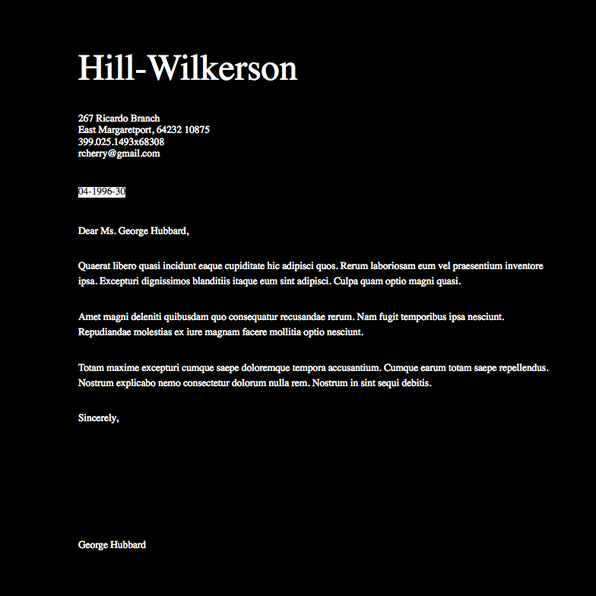 Hill-Wilkerson
267 Ricardo Branch
East Margaretport, 64232 10875
399.025.1493x68308
rcherry@gmail.com
04-1996-30
Dear Ms. George Hubbard,
Quaerat libero quasi incidunt eaque cupiditate hic adipisci quos. Rerum laboriosam eum vel praesentium inventore
ipsa. Excepturi dignissimos blanditiis itaque eum sint adipisci. Culpa quam optio magni quasi.
Amet magni deleniti quibusdam quo consequatur recusandae rerum. Nam fugit temporibus ipsa nesciunt.
Repudiandae molestias ex iure magnam facere mollitia optio nesciunt.
Totam maxime excepturi cumque saepe doloremque tempora accusantium. Cumque earum totam saepe repellendus.
Nostrum explicabo nemo consectetur dolorum nulla rem. Nostrum in sint sequi debitis.
Sincerely,
George Hubbard